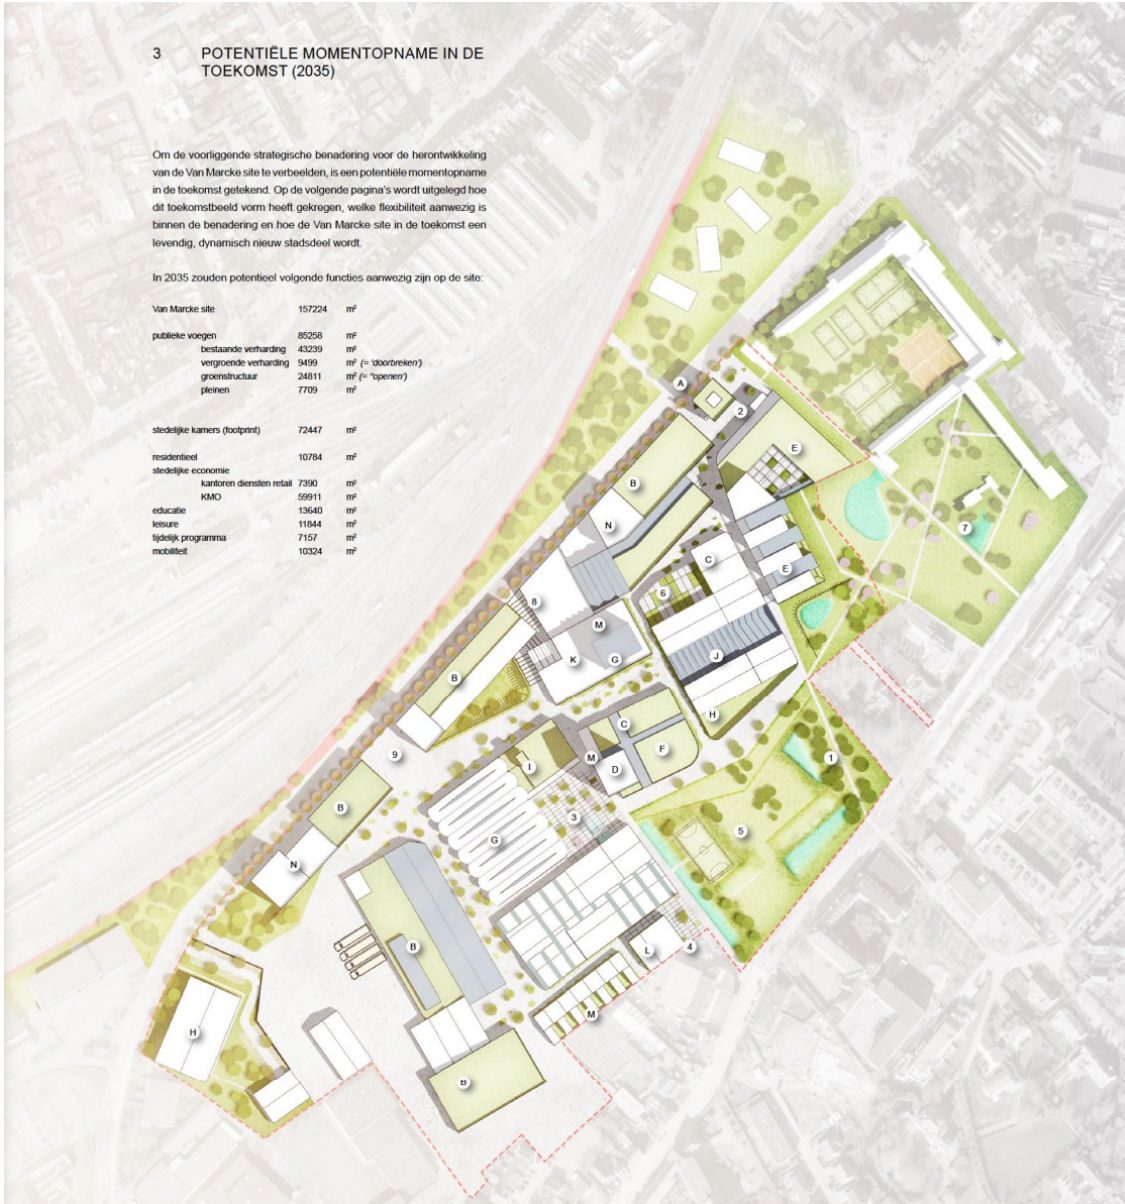 3 POTENTIËLE MOMENTOPNAME IN DE
TOEKOMST (2035)
Om de voorliggende strategische benadering voor de herontwikkeling
van de Van Marcke site te verbeelden, is een potentiële momentopname
in de toekomst getekend. Op de volgende pagina's wordt uitgelegd hoe
dit toekomstbeeld vorm heeft gekregen, welke flexibiliteit aanwezig is
binnen de benadering en hoe de Van Marcke site in de toekomst een
levendig, dynamisch nieuw stadsdeel wordt.
In 2035 zouden potentieel volgende functies aanwezig zijn op de site:
Van Marcke site 157224 m²
publieke voegen 85258 m²
bestaande verharding 43239 m²
vergroende verharding 9499 m² (= 'doorbreken')
groenstructuur 24811 m² (= "openen')
pleinen 7709 m²
stedelijke kamers (footprint) 72447 m²
residentieel 10784 m²
stedelijke economie
kantoren diensten retail 7390 m²
KMO 59911 m²
educatie 13640 m²
leisure 11844 m²
tijdelijk programma 7157 m²
mobiliteit 10324 m²
A
2
E
B
N
7
C
E
6
8
M
K
G
J
B
H
C
M
F
D
9
I
1
B
3
5
G
N
B
L
4
M
H
B